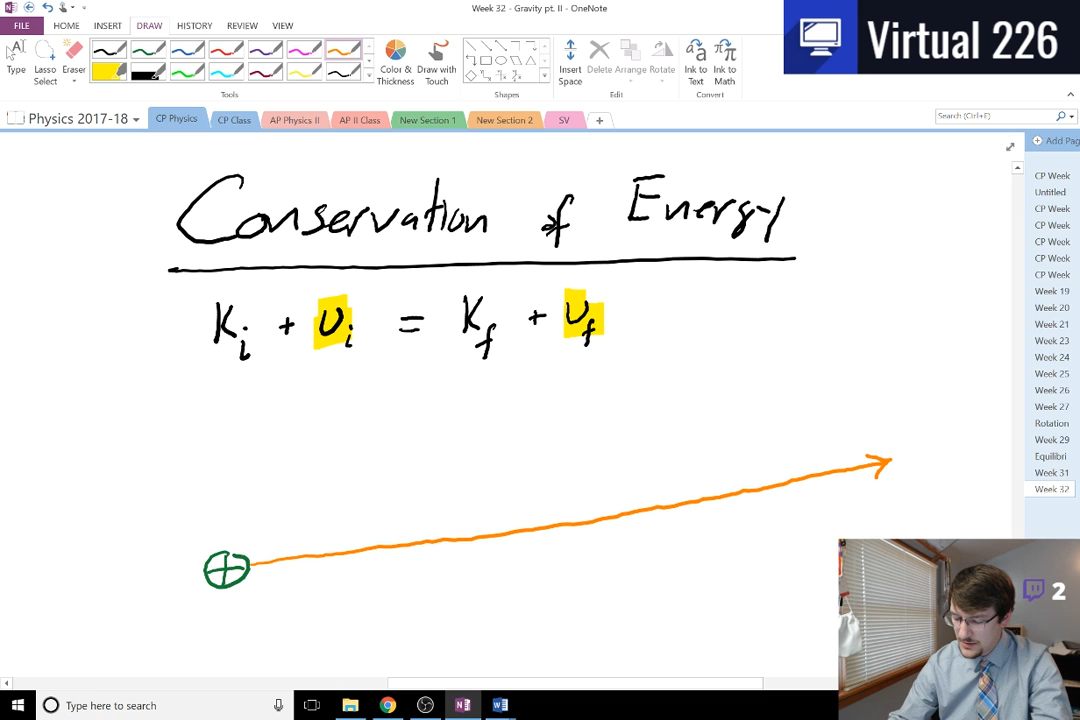 Week 32 - Gravity pt. II - OneNote
Virtual 226
FILE HOME INSERT DRAW HISTORY REVIEW VIEW
Type Lasso Select Eraser Color & Thickness Draw with Touch Insert Space Delete Arrange Rotate Ink to Text Ink to Math
Tools Shapes Edit Convert
Physics 2017-18 CP Physics CP Class AP Physics II AP II Class New Section 1 New Section 2 SV Search (Ctrl+E)
Add Pag
Conservation of Energy
Ki + Ui = Kf + Uf
CP Week
Untitled
CP Week
CP Week
CP Week
CP Week
CP Week
Week 19
Week 20
Week 21
Week 23
Week 24
Week 25
Week 26
Week 27
Rotation
Week 29
Equilibri
Week 31
Week 32
2
Type here to search